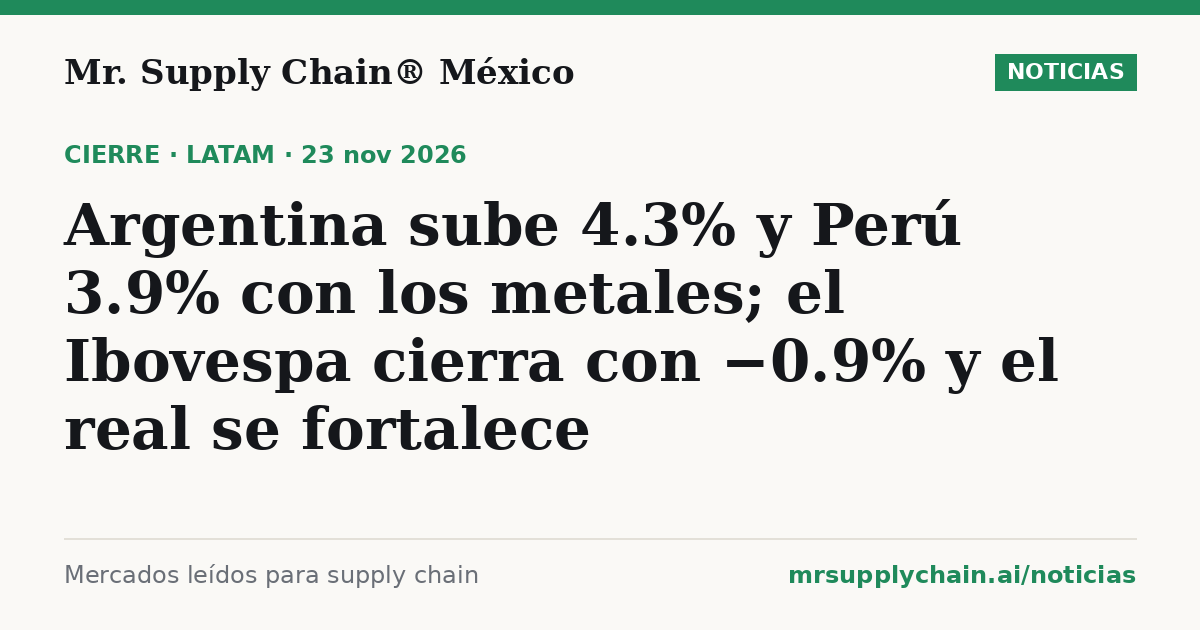 Mr. Supply Chain® México
NOTICIAS
CIERRE · LATAM · 23 nov 2026
Argentina sube 4.3% y Perú
3.9% con los metales; el
Ibovespa cierra con −0.9% y el
real se fortalece
Mercados leídos para supply chain
mrsupplychain.ai/noticias